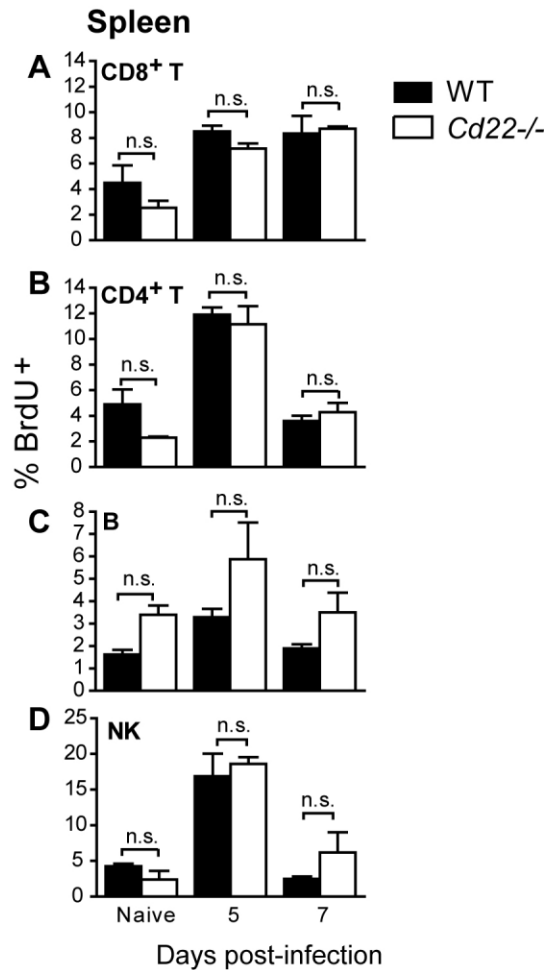 Spleen
A
CD8+ T
14
12
10
8
6
4
2
0
n.s.
n.s.
n.s.
WT
Cd22-/-
B
CD4+ T
14
12
10
8
6
4
2
0
n.s.
n.s.
n.s.
% BrdU+
C
B
8
7
6
5
4
3
2
1
0
n.s.
n.s.
n.s.
D
NK
25
20
15
10
5
0
n.s.
n.s.
n.s.
Naive 5 7
Days post-infection